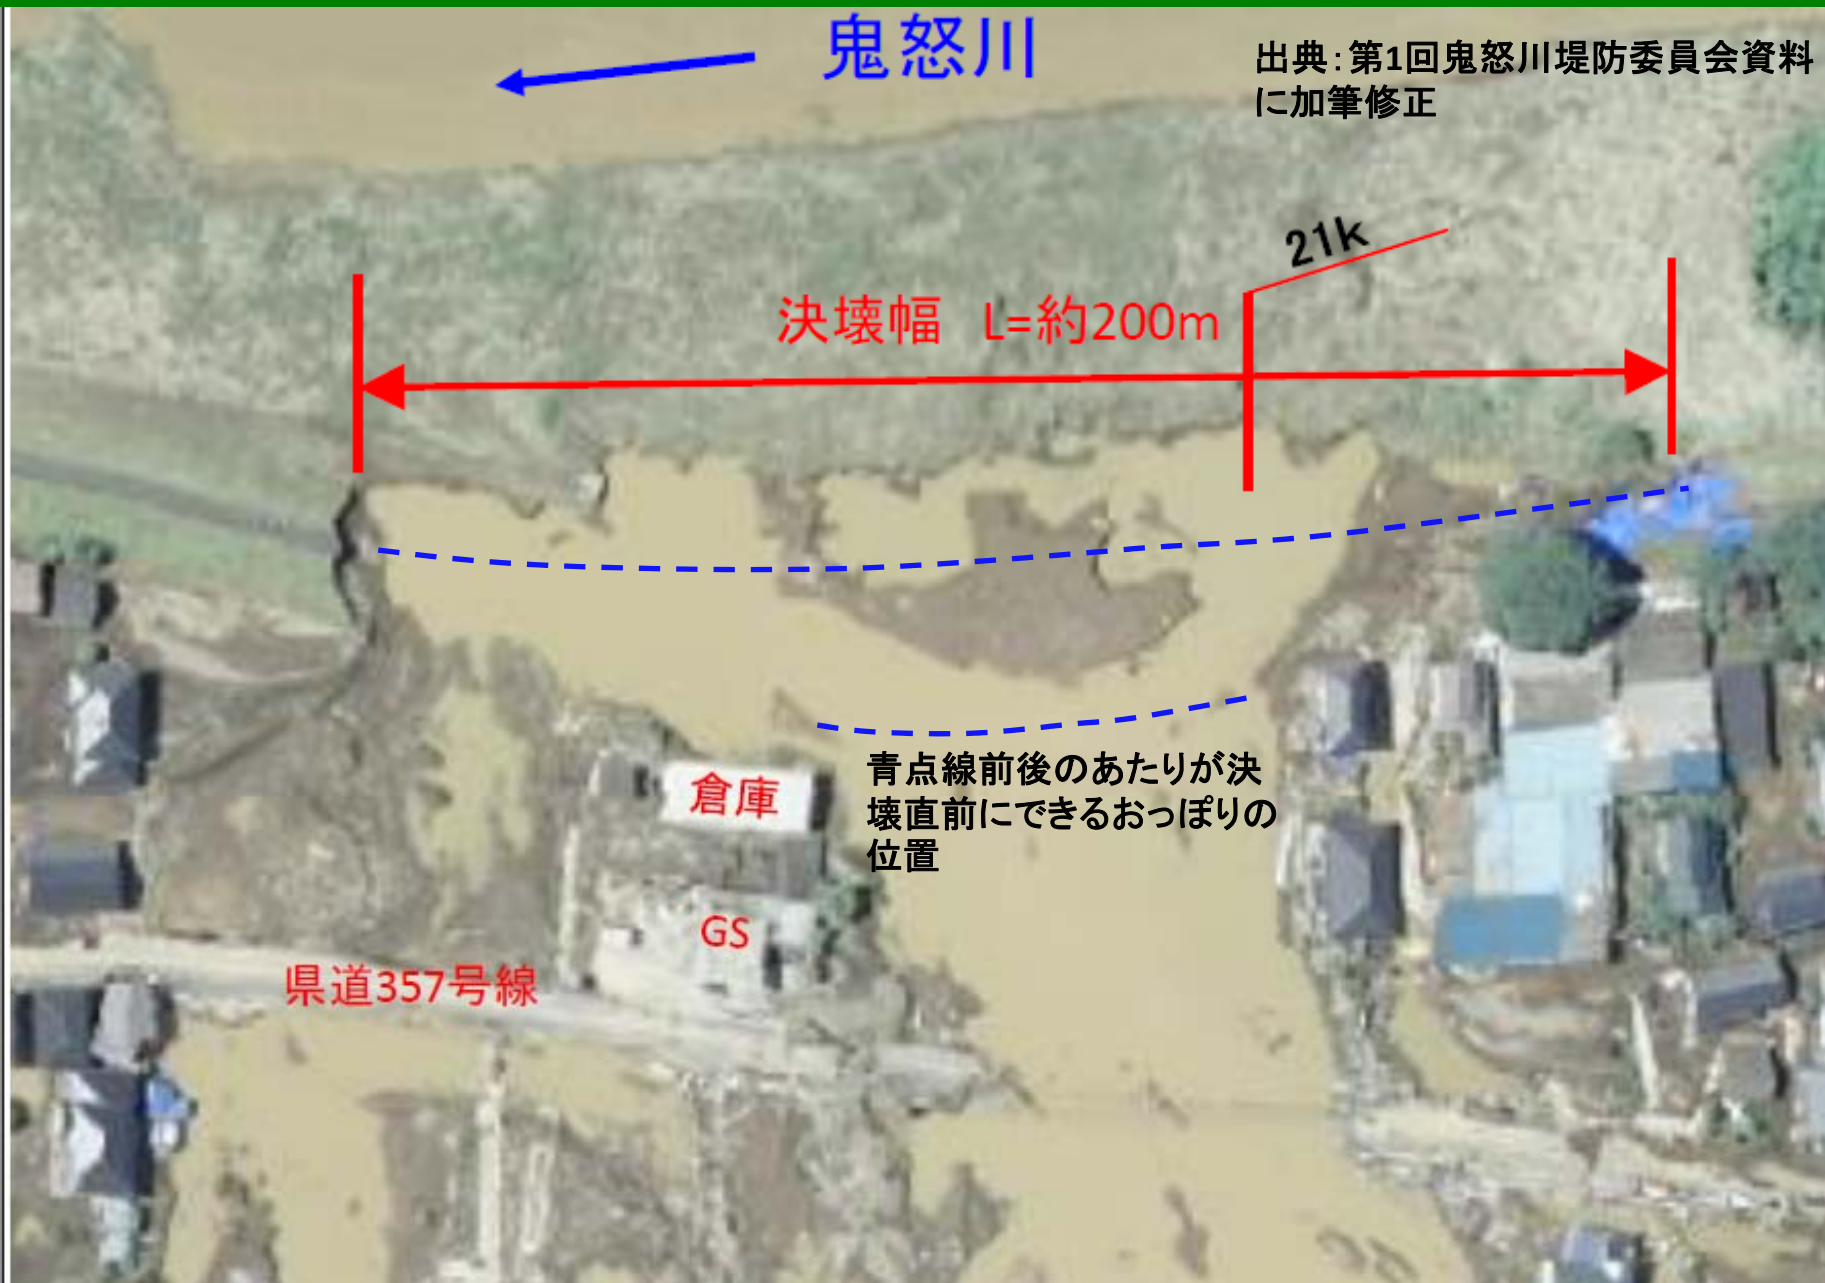 鬼怒川
出典：第1回鬼怒川堤防委員会資料
に加筆修正
21k
決壊幅　L=約200m
青点線前後のあたりが決
壊直前にできるおっぽりの
位置
倉庫
GS
県道357号線